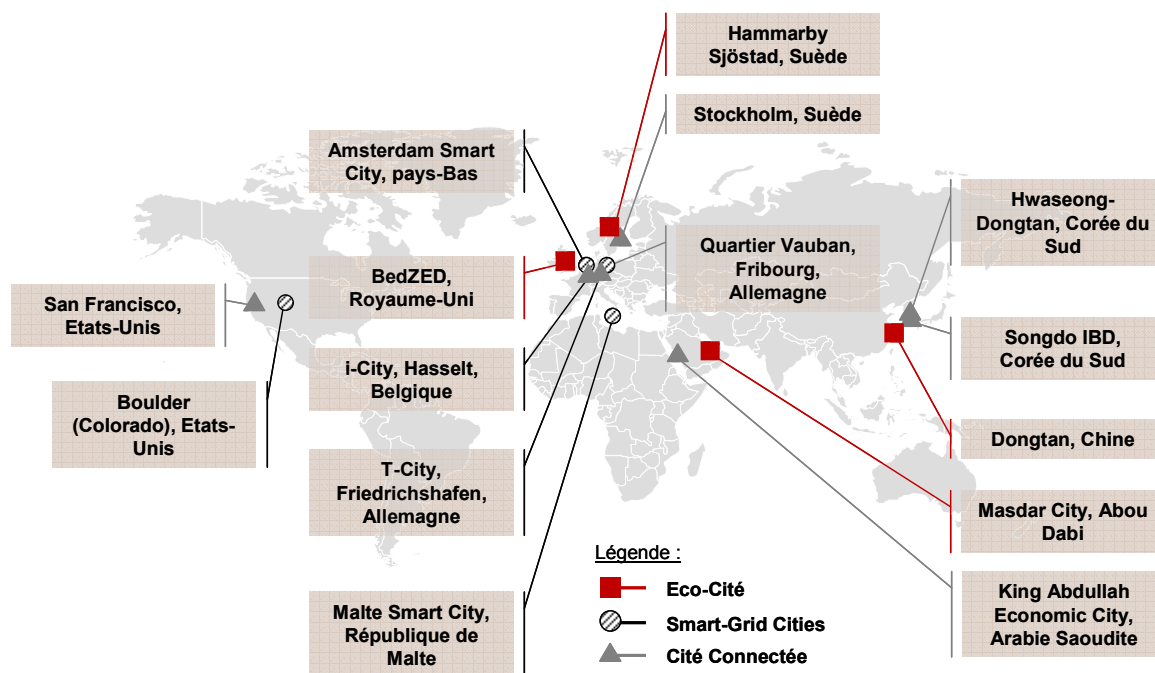 Hammarby
Sjöstad, Suède
Stockholm, Suède
Amsterdam Smart
City, pays-Bas
Hwaseong-
Dongtan, Corée du
Sud
Quartier Vauban,
Fribourg,
Allemagne
BedZED,
Royaume-Uni
San Francisco,
Etats-Unis
Songdo IBD,
Corée du Sud
i-City, Hasselt,
Belgique
Boulder
(Colorado), Etats-
Unis
Dongtan, Chine
T-City,
Friedrichshafen,
Allemagne
Masdar City, Abou
Dabi
Légende :
Eco-Cité
Smart-Grid Cities
Cité Connectée
King Abdullah
Economic City,
Arabie Saoudite
Malte Smart City,
République de
Malte